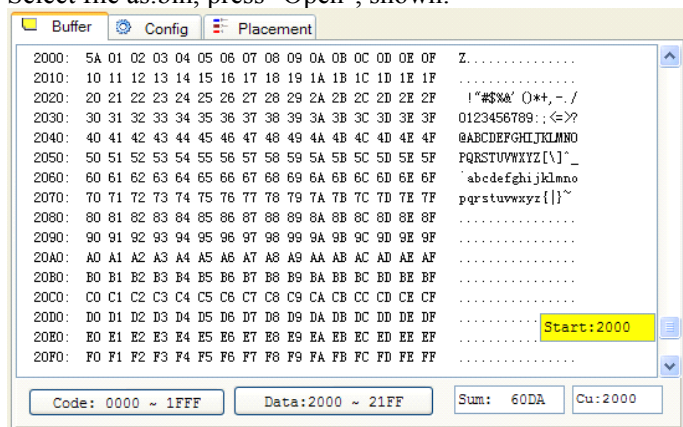 Select file as.bin, press "Open", shown:
Buffer Config Placement
2000: 5A 01 02 03 04 05 06 07 08 09 0A 0B 0C 0D 0E 0F Z...............
2010: 10 11 12 13 14 15 16 17 18 19 1A 1B 1C 1D 1E 1F ................
2020: 20 21 22 23 24 25 26 27 28 29 2A 2B 2C 2D 2E 2F !"#$%&'()*+,-./
2030: 30 31 32 33 34 35 36 37 38 39 3A 3B 3C 3D 3E 3F 0123456789:;<=>?
2040: 40 41 42 43 44 45 46 47 48 49 4A 4B 4C 4D 4E 4F @ABCDEFGHIJKLMNO
2050: 50 51 52 53 54 55 56 57 58 59 5A 5B 5C 5D 5E 5F PQRSTUVWXYZ[\]^_
2060: 60 61 62 63 64 65 66 67 68 69 6A 6B 6C 6D 6E 6F `abcdefghijklmno
2070: 70 71 72 73 74 75 76 77 78 79 7A 7B 7C 7D 7E 7F pqrstuvwxyz{|}~
2080: 80 81 82 83 84 85 86 87 88 89 8A 8B 8C 8D 8E 8F ................
2090: 90 91 92 93 94 95 96 97 98 99 9A 9B 9C 9D 9E 9F ................
20A0: A0 A1 A2 A3 A4 A5 A6 A7 A8 A9 AA AB AC AD AE AF ................
20B0: B0 B1 B2 B3 B4 B5 B6 B7 B8 B9 BA BB BC BD BE BF ................
20C0: C0 C1 C2 C3 C4 C5 C6 C7 C8 C9 CA CB CC CD CE CF ................
20D0: D0 D1 D2 D3 D4 D5 D6 D7 D8 D9 DA DB DC DD DE DF ...........
Start:2000
20E0: E0 E1 E2 E3 E4 E5 E6 E7 E8 E9 EA EB EC ED EE EF ...........
20F0: F0 F1 F2 F3 F4 F5 F6 F7 F8 F9 FA FB FC FD FE FF ................
Code: 0000 ~ 1FFF Data:2000 ~ 21FF Sum: 60DA Cu:2000